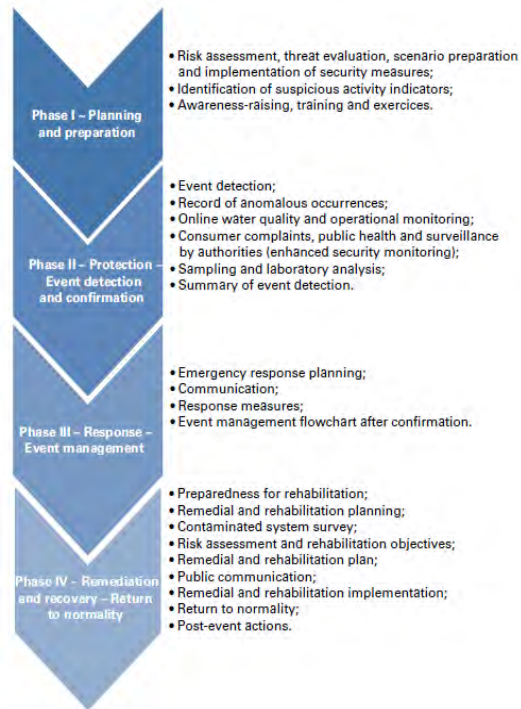 Phase I – Planning
and preparation
• Risk assessment, threat evaluation, scenario preparation
and implementation of security measures;
• Identification of suspicious activity indicators;
• Awareness-raising, training and exercices.
Phase II – Protection –
Event detection
and confirmation
• Event detection;
• Record of anomalous occurrences;
• Online water quality and operational monitoring;
• Consumer complaints, public health and surveillance
by authorities (enhanced security monitoring);
• Sampling and laboratory analysis;
• Summary of event detection.
Phase III – Response –
Event management
• Emergency response planning;
• Communication;
• Response measures;
• Event management flowchart after confirmation.
Phase IV – Remediation
and recovery – Return
to normality
• Preparedness for rehabilitation;
• Remedial and rehabilitation planning;
• Contaminated system survey;
• Risk assessment and rehabilitation objectives;
• Remedial and rehabilitation plan;
• Public communication;
• Remedial and rehabilitation implementation;
• Return to normality;
• Post-event actions.